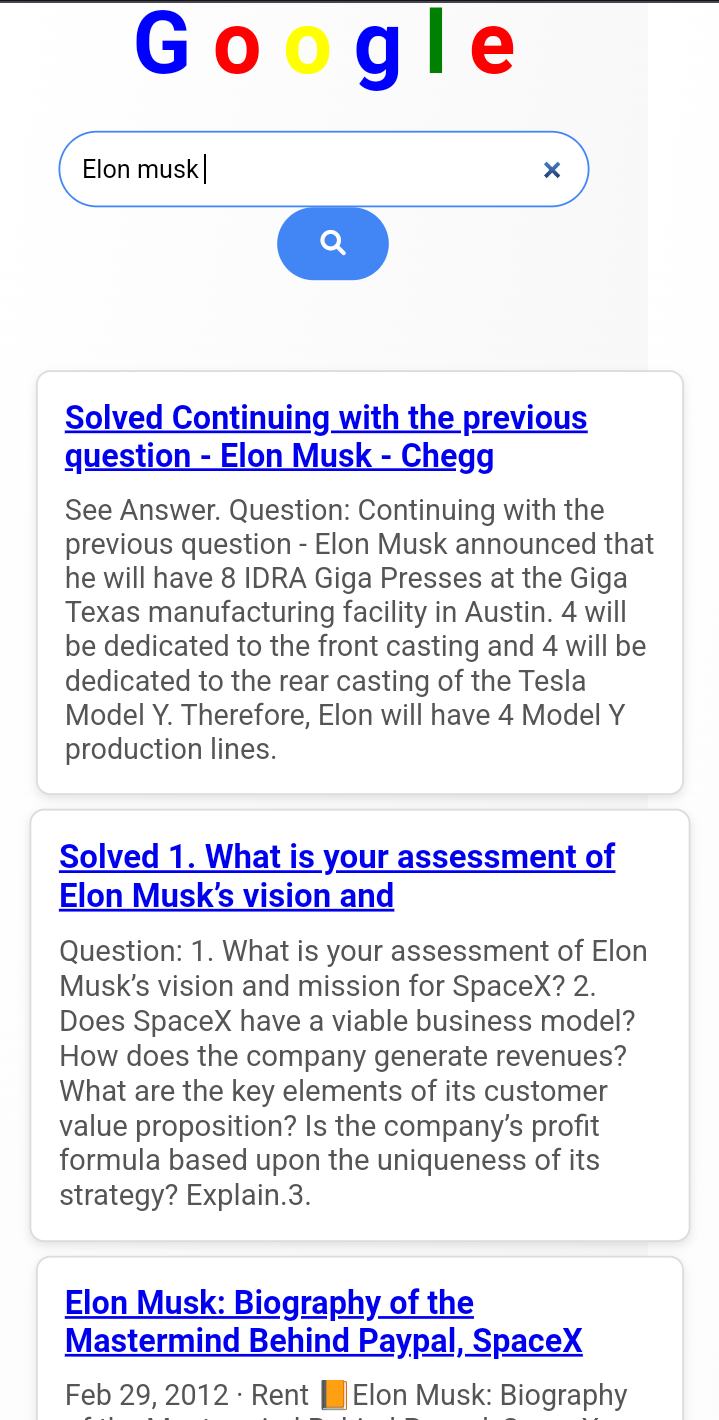 G o o g l e
Elon musk
Solved Continuing with the previous
question - Elon Musk - Chegg
See Answer. Question: Continuing with the
previous question - Elon Musk announced that
he will have 8 IDRA Giga Presses at the Giga
Texas manufacturing facility in Austin. 4 will
be dedicated to the front casting and 4 will be
dedicated to the rear casting of the Tesla
Model Y. Therefore, Elon will have 4 Model Y
production lines.
Solved 1. What is your assessment of
Elon Musk’s vision and
Question: 1. What is your assessment of Elon
Musk’s vision and mission for SpaceX? 2.
Does SpaceX have a viable business model?
How does the company generate revenues?
What are the key elements of its customer
value proposition? Is the company’s profit
formula based upon the uniqueness of its
strategy? Explain.3.
Elon Musk: Biography of the
Mastermind Behind Paypal, SpaceX
Feb 29, 2012 · Rent 📙Elon Musk: Biography